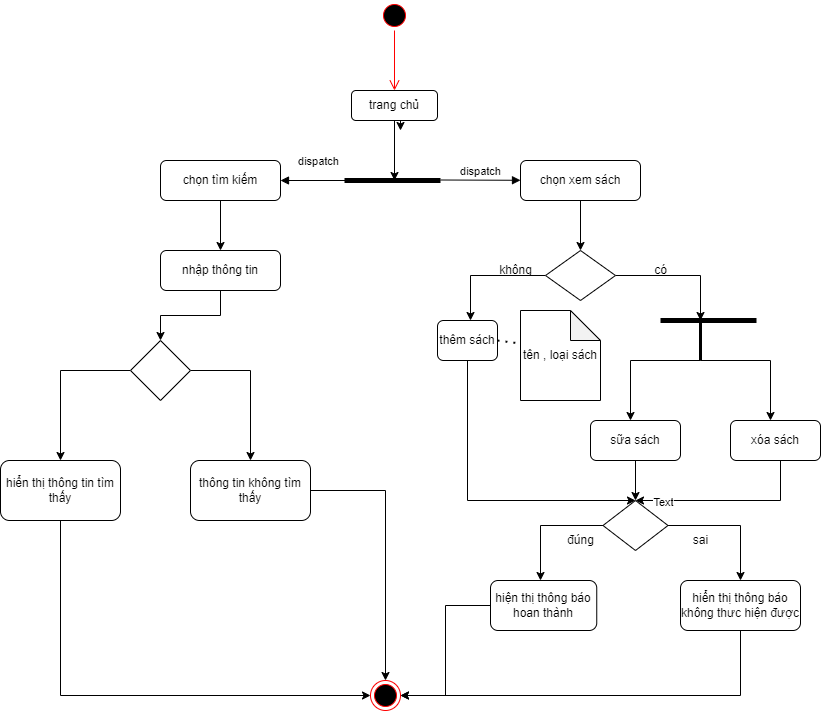 trang chủ
dispatch
dispatch
chọn tìm kiếm
chọn xem sách
nhập thông tin
không
có
thêm sách
tên , loại sách
sữa sách
xóa sách
hiển thị thông tin tìm
thấy
thông tin không tìm
thấy
Text
đúng
sai
hiện thị thông báo
hoan thành
hiển thị thông báo
không thưc hiện được